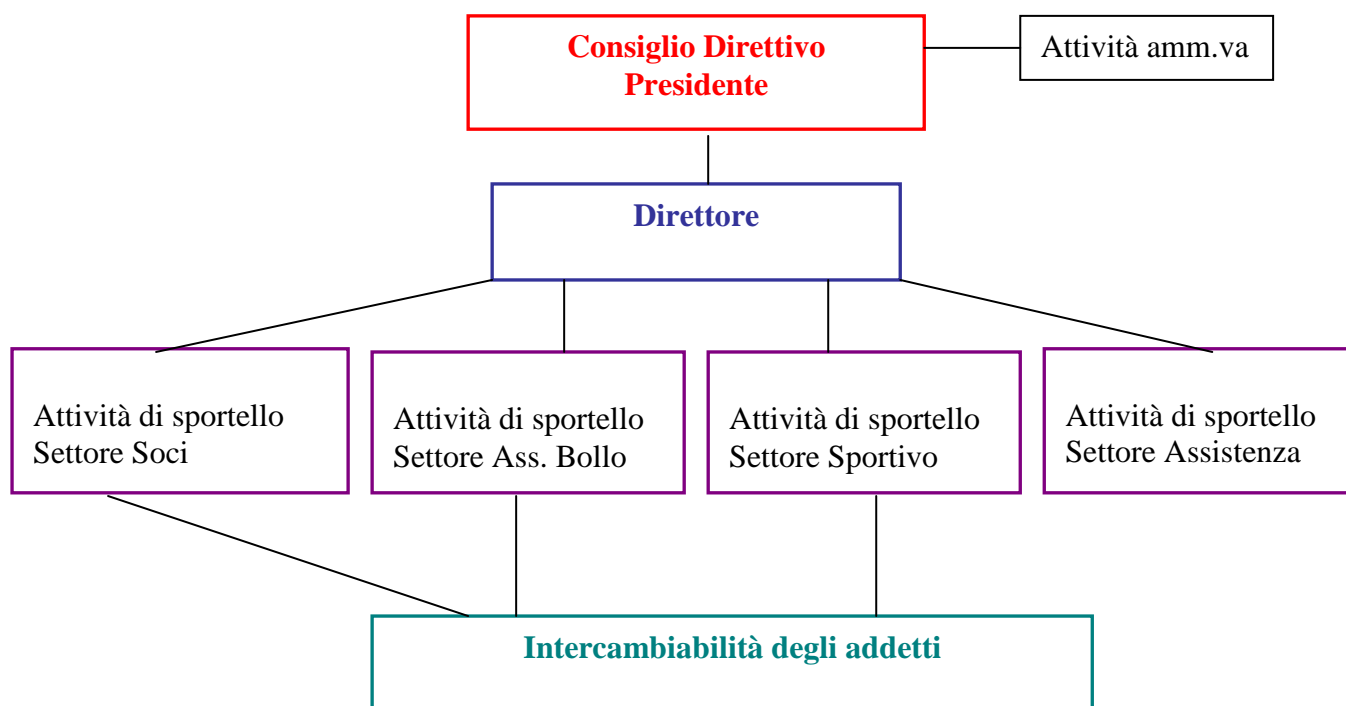 Consiglio Direttivo
Presidente
Attività amm.va
Direttore
Attività di sportello
Settore Soci
Attività di sportello
Settore Ass. Bollo
Attività di sportello
Settore Sportivo
Attività di sportello
Settore Assistenza
Intercambiabilità degli addetti